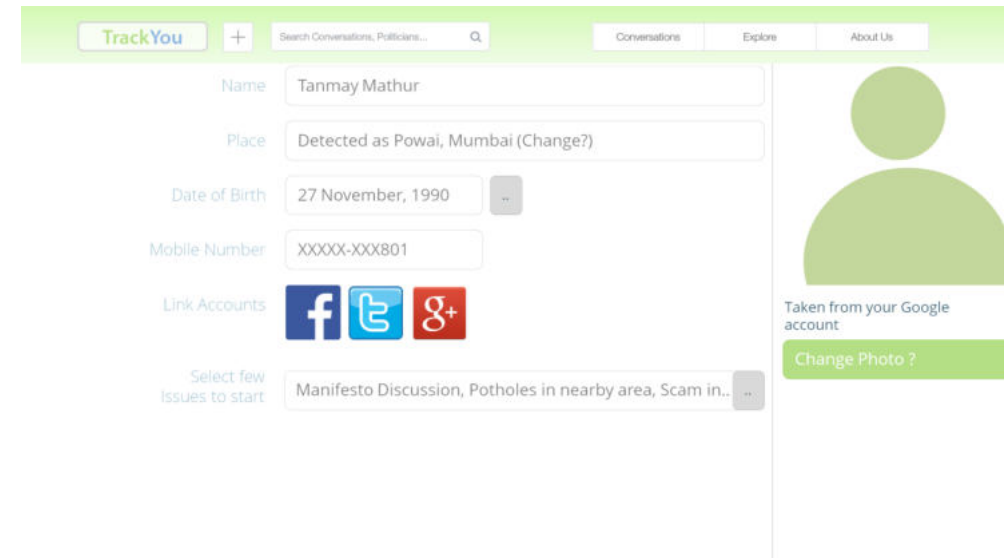 TrackYou + Search Conversations, Politicians... Conversations Explore About Us
Name Tanmay Mathur
Place Detected as Powai, Mumbai (Change?)
Date of Birth 27 November, 1990 ..
Mobile Number XXXXX-XXX801
Link Accounts f t g+
Select few
Issues to start
Manifesto Discussion, Potholes in nearby area, Scam in.. ..
Taken from your Google
account
Change Photo ?